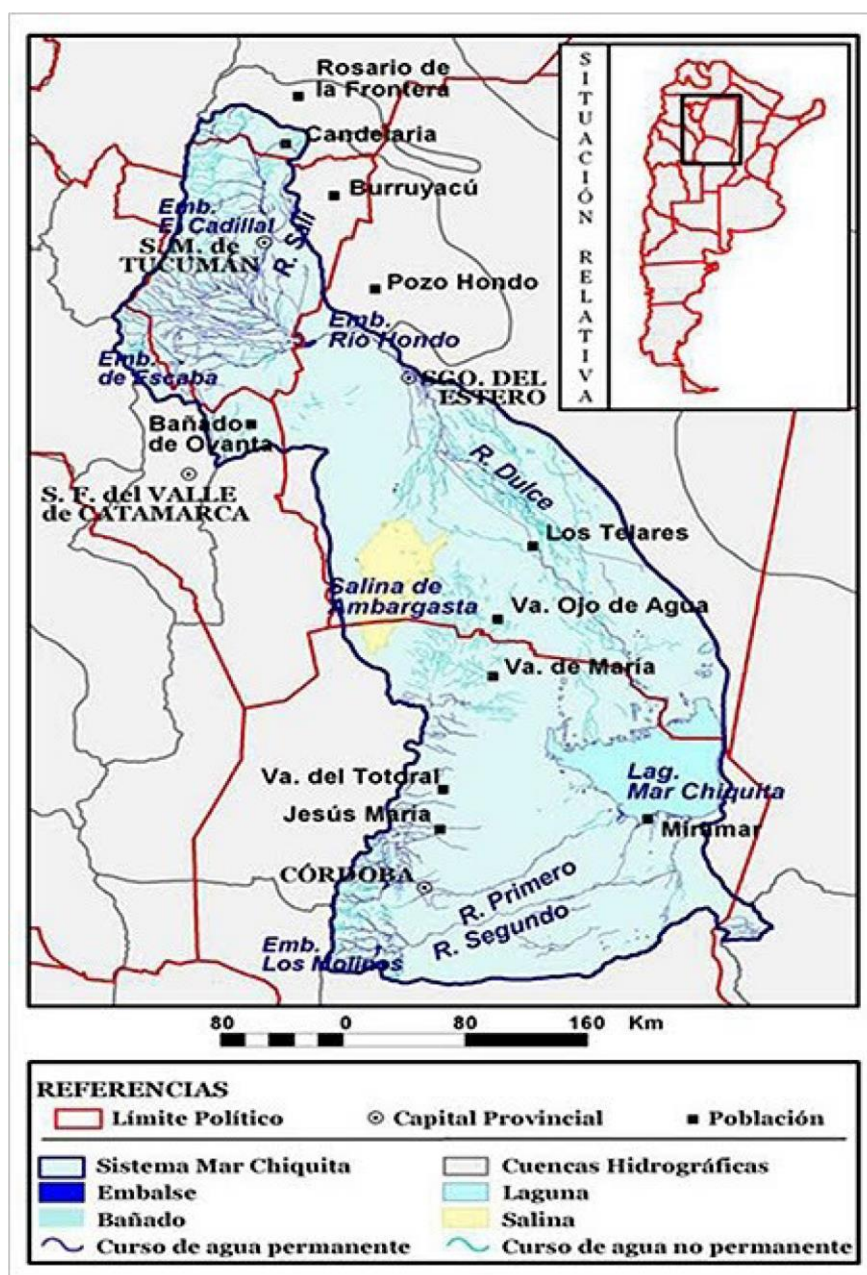 Rosario de
la Frontera
Candelaria
Burruyacú
Emb.
El Cadillal
S. M. de
TUCUMÁN
R. Salí
Pozo Hondo
Emb.
Río Hondo
Emb.
de Escaba
SGO. DEL
ESTERO
Bañado
de Ovanta
S. F. del VALLE
de CATAMARCA
R. Dulce
Los Telares
Salina de
Ambargasta
Va. Ojo de Agua
Va. de María
Lag.
Mar Chiquita
Va. del Totoral
Jesús María
Miramar
CÓRDOBA
R. Primero
R. Segundo
Emb.
Los Molinos
SITUACIÓN RELATIVA
80 0 80 160 Km
REFERENCIAS
Límite Político
Capital Provincial
Población
Sistema Mar Chiquita
Cuencas Hidrográficas
Embalse
Laguna
Bañado
Salina
Curso de agua permanente
Curso de agua no permanente